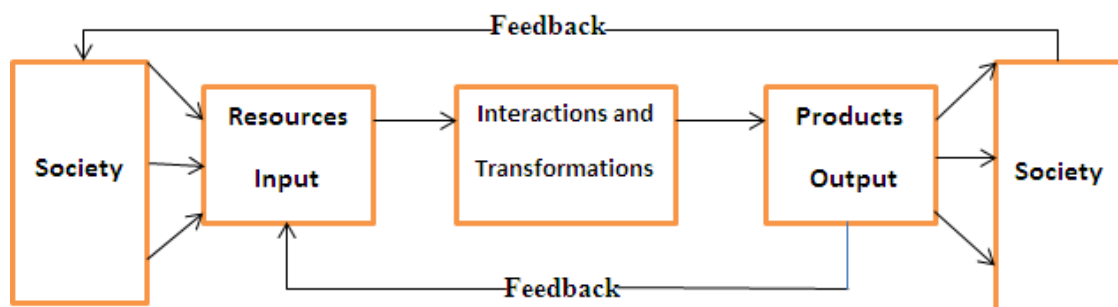 Feedback
Society
Resources
Input
Interactions and
Transformations
Products
Output
Society
Feedback